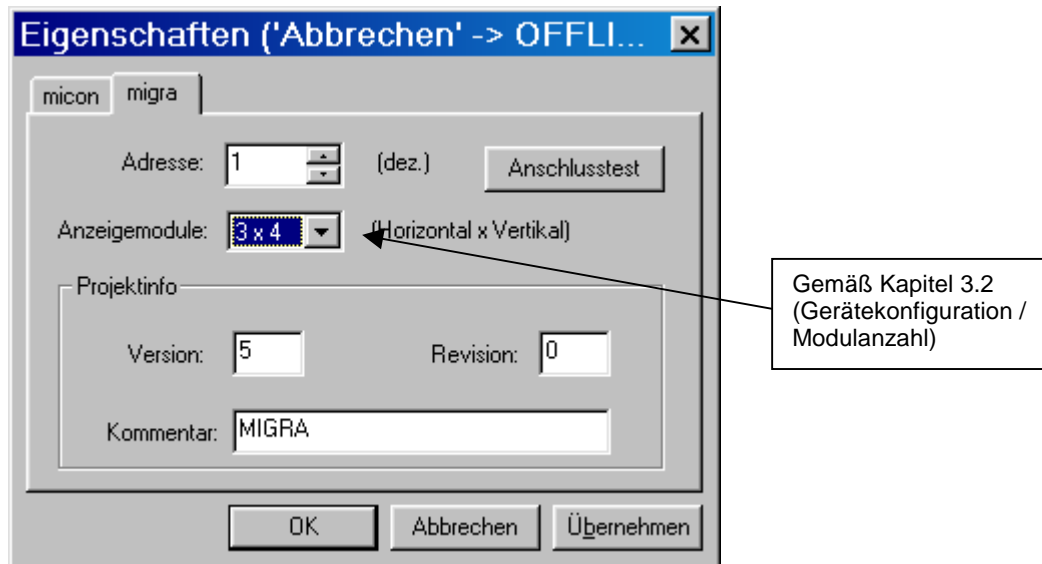 Eigenschaften ('Abbrechen' -> OFFLI...
micon migra
Adresse: 1 (dez.) Anschlusstest
Anzeigemodule: 3 x 4 (Horizontal x Vertikal)
Projektinfo
Version: 5 Revision: 0
Kommentar: MIGRA
OK Abbrechen Übernehmen
Gemäß Kapitel 3.2
(Gerätekonfiguration /
Modulanzahl)